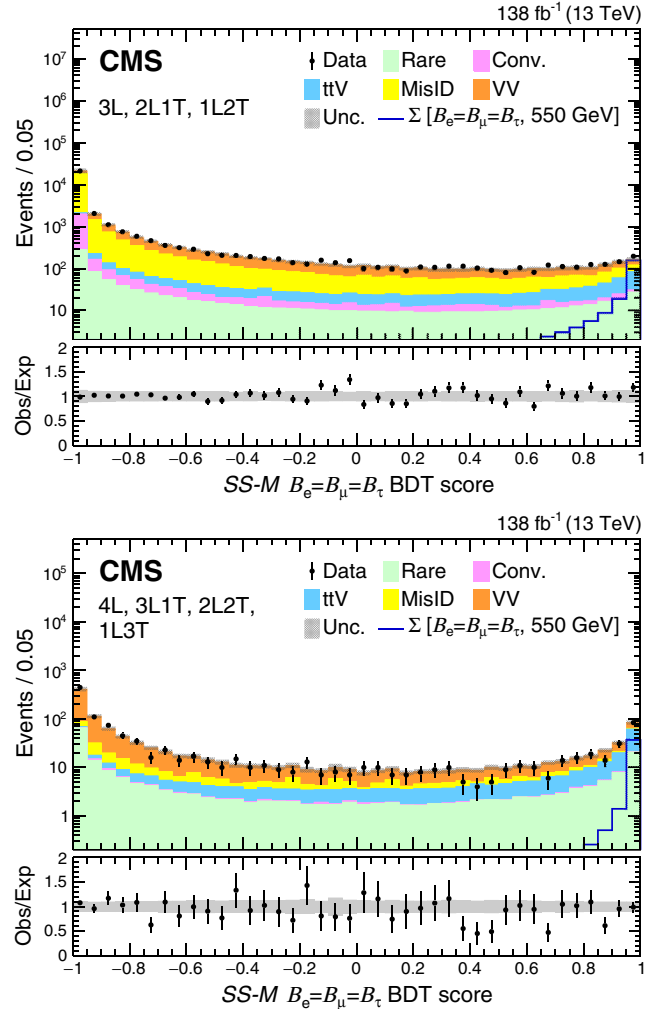 138 fb⁻¹ (13 TeV)
CMS
Data Rare Conv.
3L, 2L1T, 1L2T
ttV MisID VV
Unc. Σ [Bₑ=B_μ=B_τ, 550 GeV]
Events / 0.05
10⁷
10⁶
10⁵
10⁴
10³
10²
10
Obs/Exp
2
1.5
1
0.5
0
−1 −0.8 −0.6 −0.4 −0.2 0 0.2 0.4 0.6 0.8 1
SS-M Bₑ=B_μ=B_τ BDT score
138 fb⁻¹ (13 TeV)
CMS
Data Rare Conv.
4L, 3L1T, 2L2T,
1L3T
ttV MisID VV
Unc. Σ [Bₑ=B_μ=B_τ, 550 GeV]
Events / 0.05
10⁵
10⁴
10³
10²
10
1
Obs/Exp
2
1.5
1
0.5
0
−1 −0.8 −0.6 −0.4 −0.2 0 0.2 0.4 0.6 0.8 1
SS-M Bₑ=B_μ=B_τ BDT score